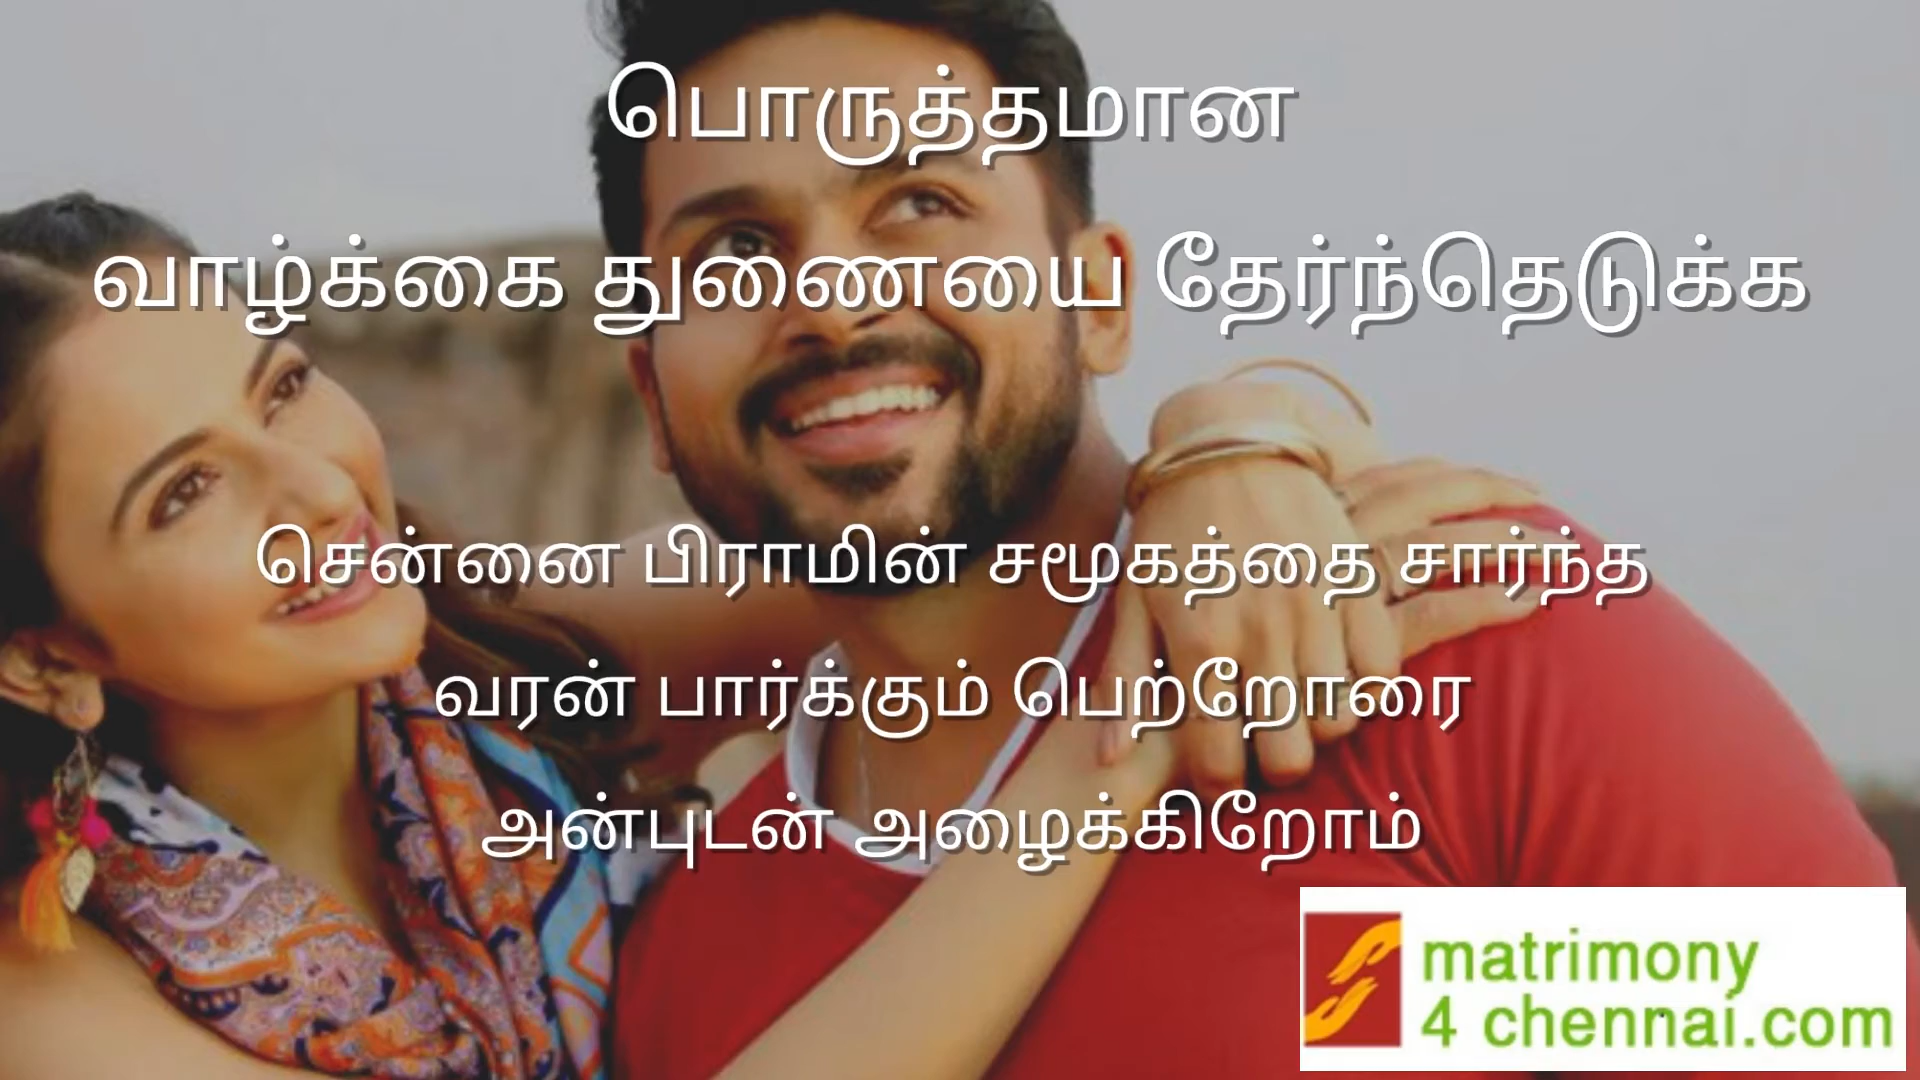 பொருத்தமான
வாழ்க்கை துணையை தேர்ந்தெடுக்க
சென்னை பிராமின் சமூகத்தை சார்ந்த
வரன் பார்க்கும் பெற்றோரை
அன்புடன் அழைக்கிறோம்
matrimony
4 chennai.com